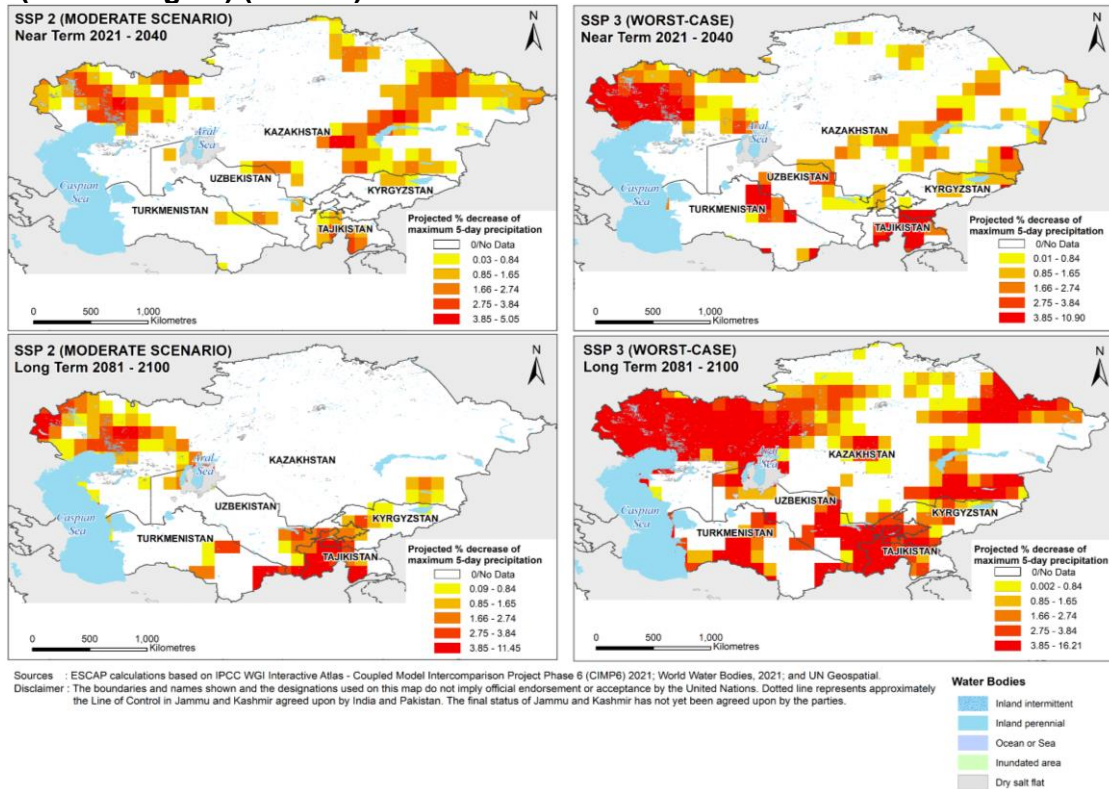 SSP 2 (MODERATE SCENARIO)
Near Term 2021 - 2040
N
KAZAKHSTAN
Aral
Sea
Caspian
Sea
UZBEKISTAN
KYRGYZSTAN
TURKMENISTAN
TAJIKISTAN
Projected % decrease of
maximum 5-day precipitation
0/No Data
0.03 - 0.84
0.85 - 1.65
1.66 - 2.74
2.75 - 3.84
3.85 - 5.05
0 500 1,000
Kilometres
SSP 3 (WORST-CASE)
Near Term 2021 - 2040
N
KAZAKHSTAN
Aral
Sea
Caspian
Sea
UZBEKISTAN
KYRGYZSTAN
TURKMENISTAN
TAJIKISTAN
Projected % decrease of
maximum 5-day precipitation
0/No Data
0.01 - 0.84
0.85 - 1.65
1.66 - 2.74
2.75 - 3.84
3.85 - 10.90
0 500 1,000
Kilometres
SSP 2 (MODERATE SCENARIO)
Long Term 2081 - 2100
N
KAZAKHSTAN
Aral
Sea
Caspian
Sea
UZBEKISTAN
KYRGYZSTAN
TURKMENISTAN
TAJIKISTAN
Projected % decrease of
maximum 5-day precipitation
0/No Data
0.09 - 0.84
0.85 - 1.65
1.66 - 2.74
2.75 - 3.84
3.85 - 11.45
0 500 1,000
Kilometres
SSP 3 (WORST-CASE)
Long Term 2081 - 2100
N
KAZAKHSTAN
Aral
Sea
Caspian
Sea
UZBEKISTAN
KYRGYZSTAN
TURKMENISTAN
TAJIKISTAN
Projected % decrease of
maximum 5-day precipitation
0/No Data
0.002 - 0.84
0.85 - 1.65
1.66 - 2.74
2.75 - 3.84
3.85 - 16.21
0 500 1,000
Kilometres
Sources : ESCAP calculations based on IPCC WGI Interactive Atlas - Coupled Model Intercomparison Project Phase 6 (CIMP6) 2021; World Water Bodies, 2021; and UN Geospatial.
Disclaimer : The boundaries and names shown and the designations used on this map do not imply official endorsement or acceptance by the United Nations. Dotted line represents approximately
the Line of Control in Jammu and Kashmir agreed upon by India and Pakistan. The final status of Jammu and Kashmir has not yet been agreed upon by the parties.
Water Bodies
Inland intermittent
Inland perennial
Ocean or Sea
Inundated area
Dry salt flat